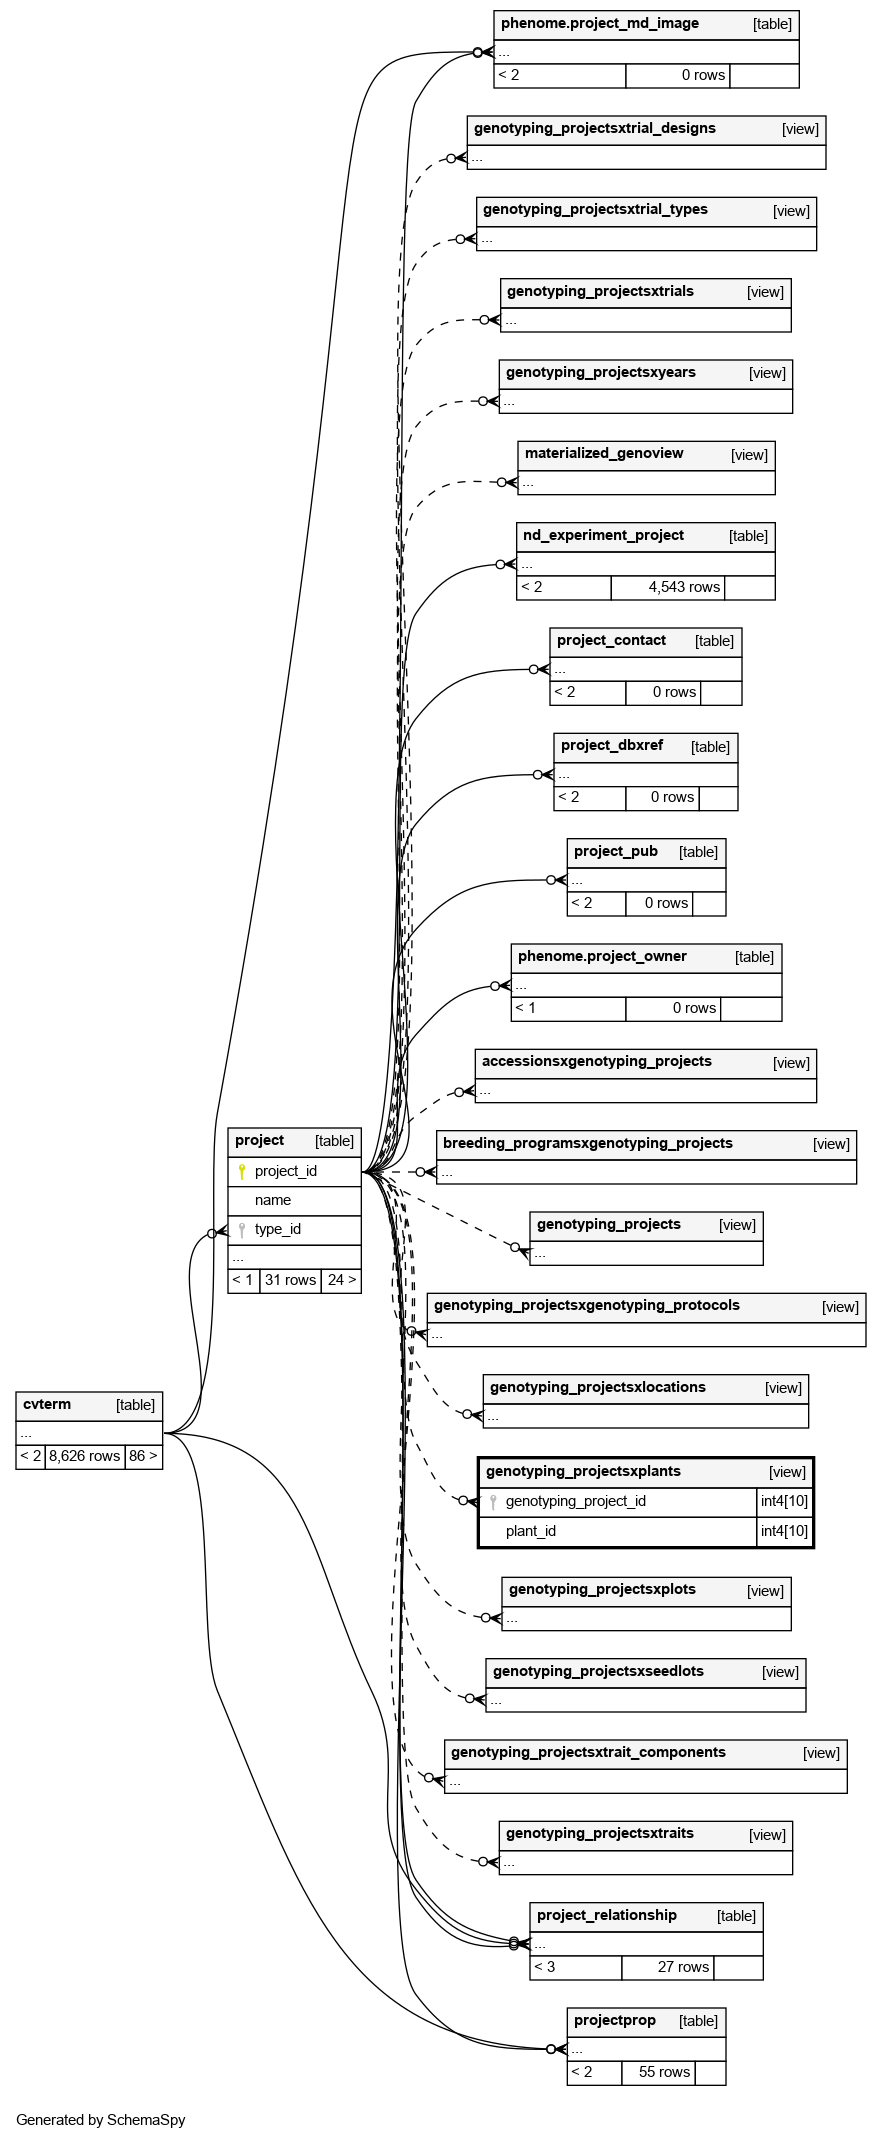 phenome.project_md_image [table]
...
< 2 0 rows
genotyping_projectsxtrial_designs [view]
...
genotyping_projectsxtrial_types [view]
...
genotyping_projectsxtrials [view]
...
genotyping_projectsxyears [view]
...
materialized_genoview [view]
...
nd_experiment_project [table]
...
< 2 4,543 rows
project_contact [table]
...
< 2 0 rows
project_dbxref [table]
...
< 2 0 rows
project_pub [table]
...
< 2 0 rows
phenome.project_owner [table]
...
< 1 0 rows
accessionsxgenotyping_projects [view]
...
project [table]
project_id
name
type_id
...
< 1 31 rows 24 >
breeding_programsxgenotyping_projects [view]
...
genotyping_projects [view]
...
genotyping_projectsxgenotyping_protocols [view]
...
cvterm [table]
...
< 2 8,626 rows 86 >
genotyping_projectsxlocations [view]
...
genotyping_projectsxplants [view]
genotyping_project_id int4[10]
plant_id int4[10]
genotyping_projectsxplots [view]
...
genotyping_projectsxseedlots [view]
...
genotyping_projectsxtrait_components [view]
...
genotyping_projectsxtraits [view]
...
project_relationship [table]
...
< 3 27 rows
projectprop [table]
...
< 2 55 rows
Generated by SchemaSpy